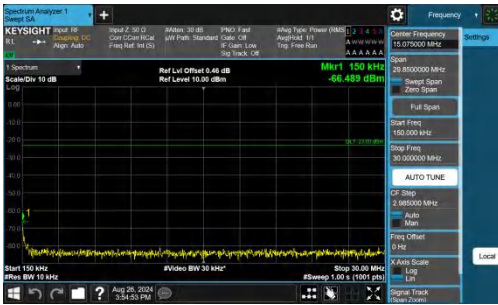 Spectrum Analyzer 1
Swept SA
Frequency
KEYSIGHT
Input: RF
Coupling: DC
Align: Auto
Input Z: 50 Ω
Corr CCorr RCal
Freq Ref: Int (S)
#Atten: 30 dB
µW Path: Standard
PNO: Fast
Gate: Off
IF Gain: Low
Sig Track: Off
#Avg Type: Power (RMS)
Avg|Hold: 1/1
Trig: Free Run
1 2 3 4 5 6
A W W W W W
A A A A A A
1 Spectrum
Scale/Div 10 dB
Log
Ref Lvl Offset 0.46 dB
Ref Level 10.00 dBm
Mkr1 150 kHz
-66.489 dBm
0.00
-10.0
-20.0
-30.0
-40.0
-50.0
-60.0
-70.0
-80.0
1
Start 150 kHz
#Res BW 10 kHz
#Video BW 30 kHz*
Stop 30.00 MHz
#Sweep 1.00 s (1001 pts)
Center Frequency
15.075000 MHz
Settings
Span
29.8500000 MHz
Swept Span
Zero Span
Full Span
Start Freq
150.000 kHz
Stop Freq
30.000000 MHz
AUTO TUNE
CF Step
2.985000 MHz
Auto
Man
Freq Offset
0 Hz
X Axis Scale
Log
Lin
Signal Track
(Span Zoom)
Local
Aug 26, 2024
3:54:53 PM